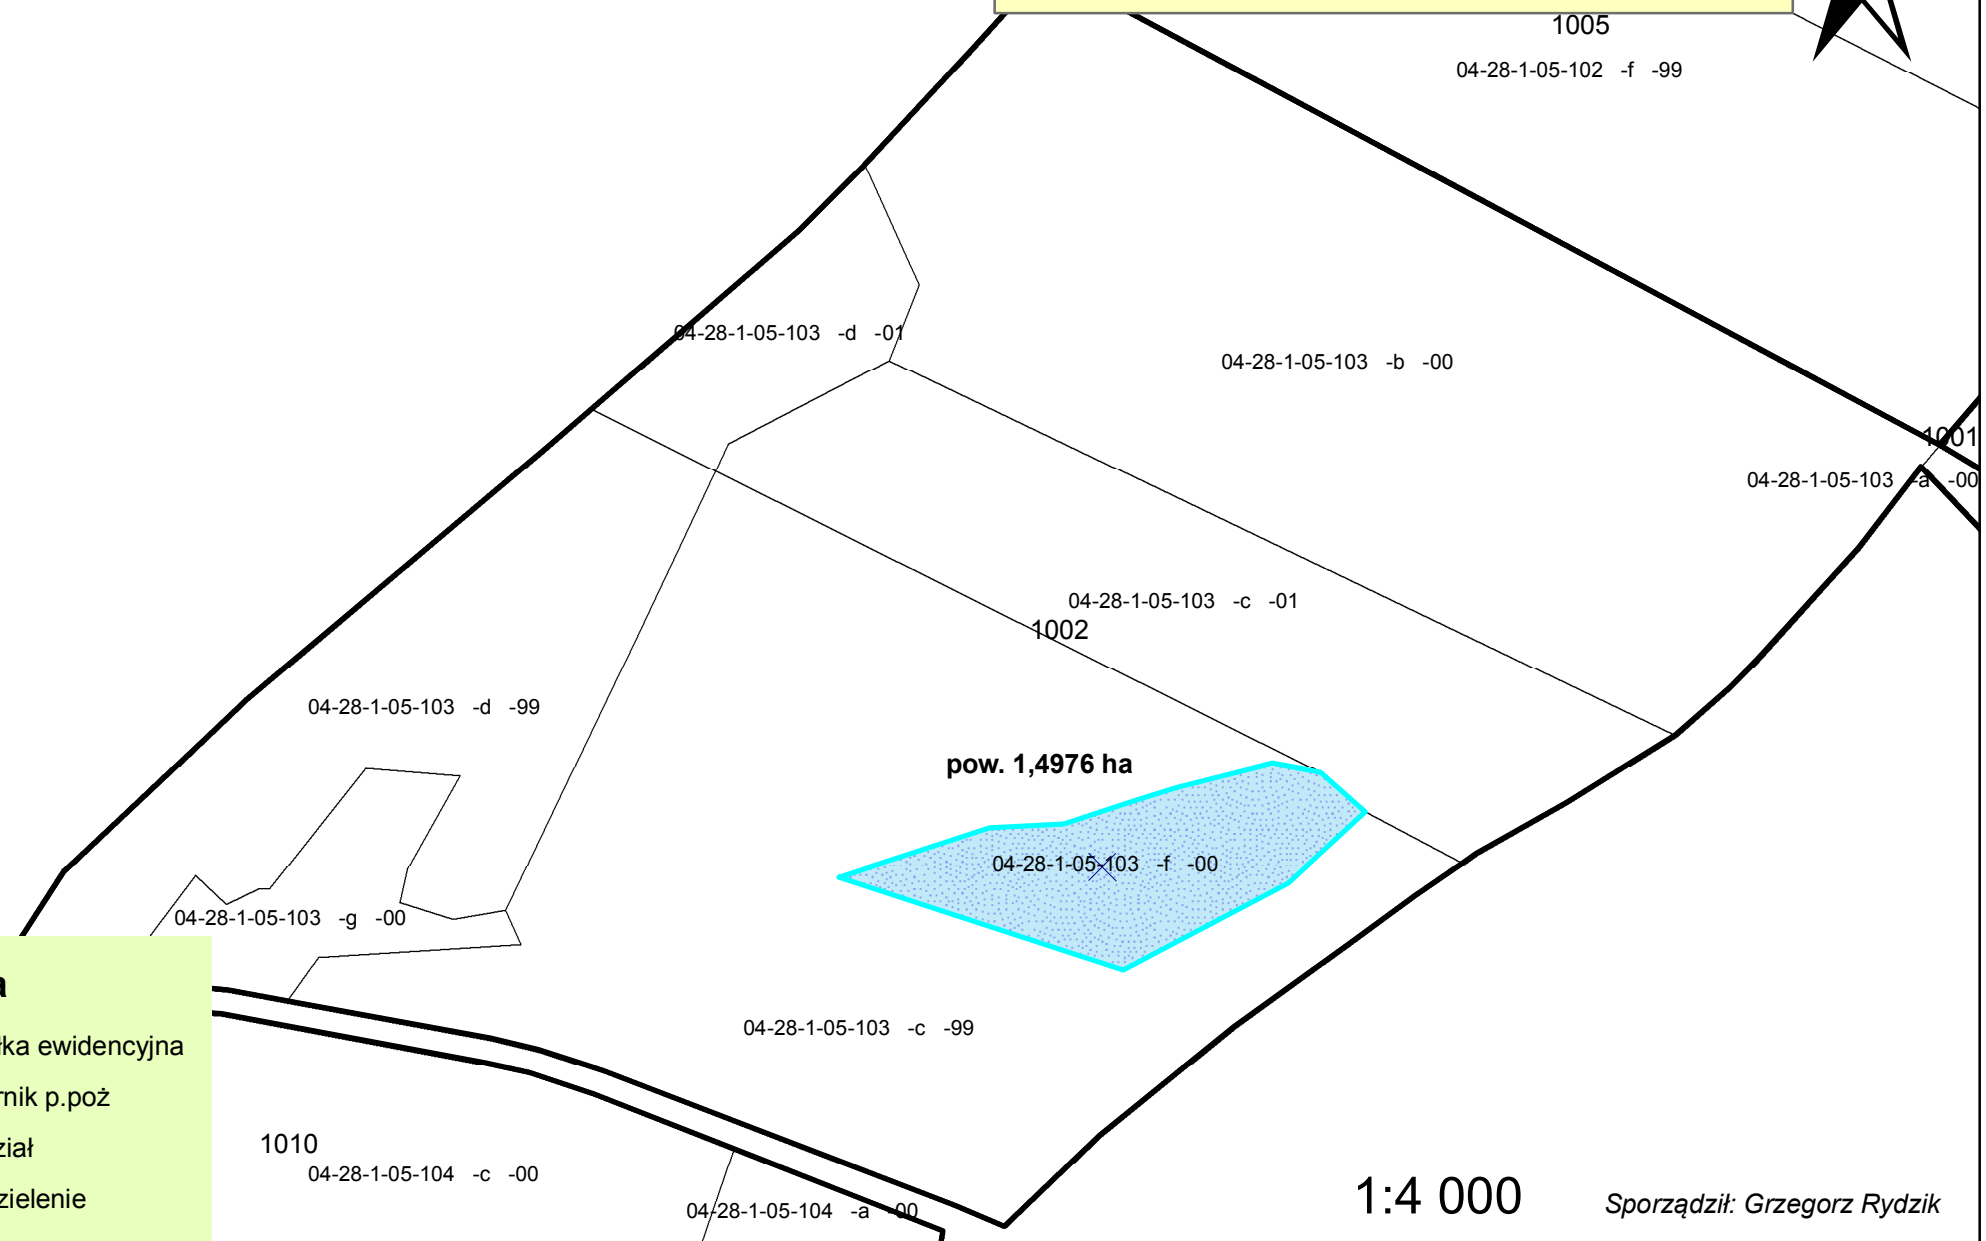 1005
04-28-1-05-102 -f -99
04-28-1-05-103 -d -01
04-28-1-05-103 -b -00
1001
04-28-1-05-103 -a -00
04-28-1-05-103 -c -01
1002
04-28-1-05-103 -d -99
pow. 1,4976 ha
04-28-1-05-103 -f -00
04-28-1-05-103 -g -00
a
ka ewidencyjna
04-28-1-05-103 -c -99
rnik p.poż
ział
1010
04-28-1-05-104 -c -00
zielenie
04-28-1-05-104 -a -00
1:4 000
Sporządził: Grzegorz Rydzik